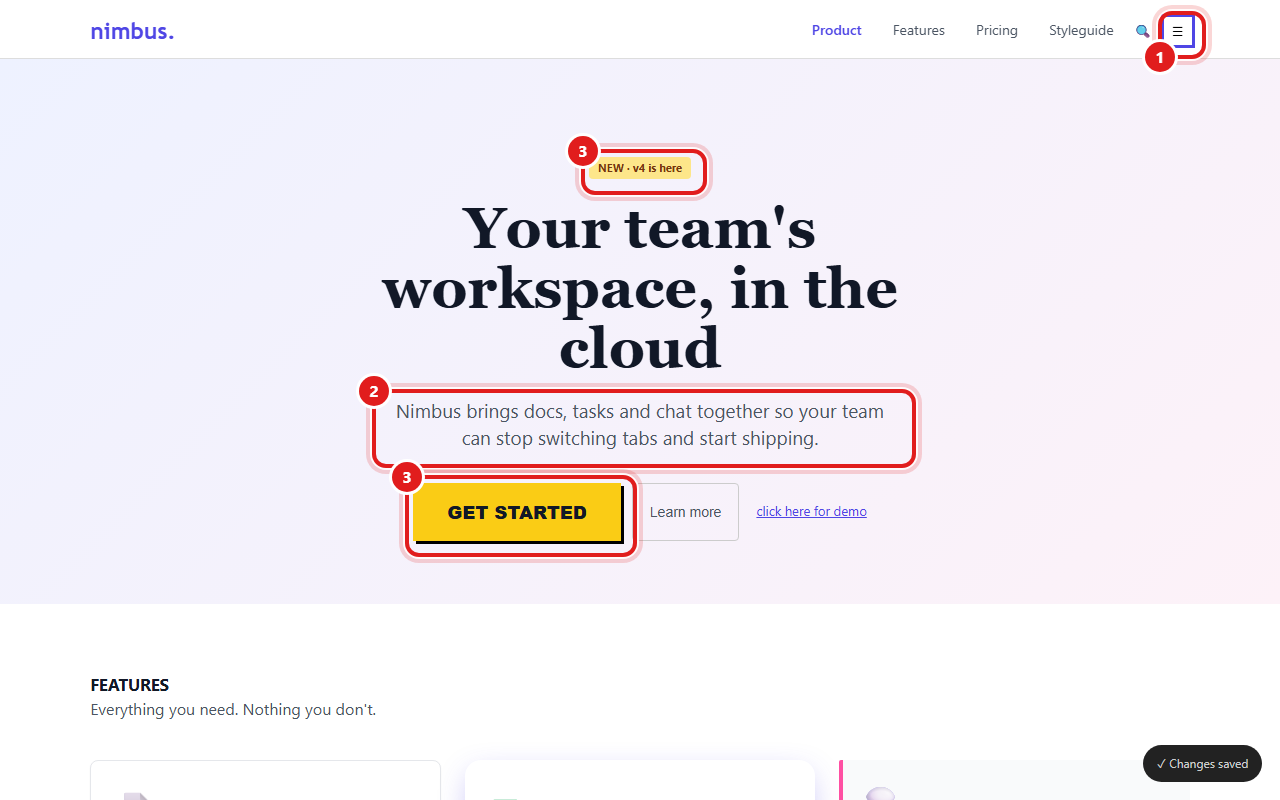 nimbus.
Product Features Pricing Styleguide
1
3
NEW · v4 is here
Your team's
workspace, in the
cloud
2
Nimbus brings docs, tasks and chat together so your team
can stop switching tabs and start shipping.
3
GET STARTED Learn more click here for demo
FEATURES
Everything you need. Nothing you don't.
✓ Changes saved